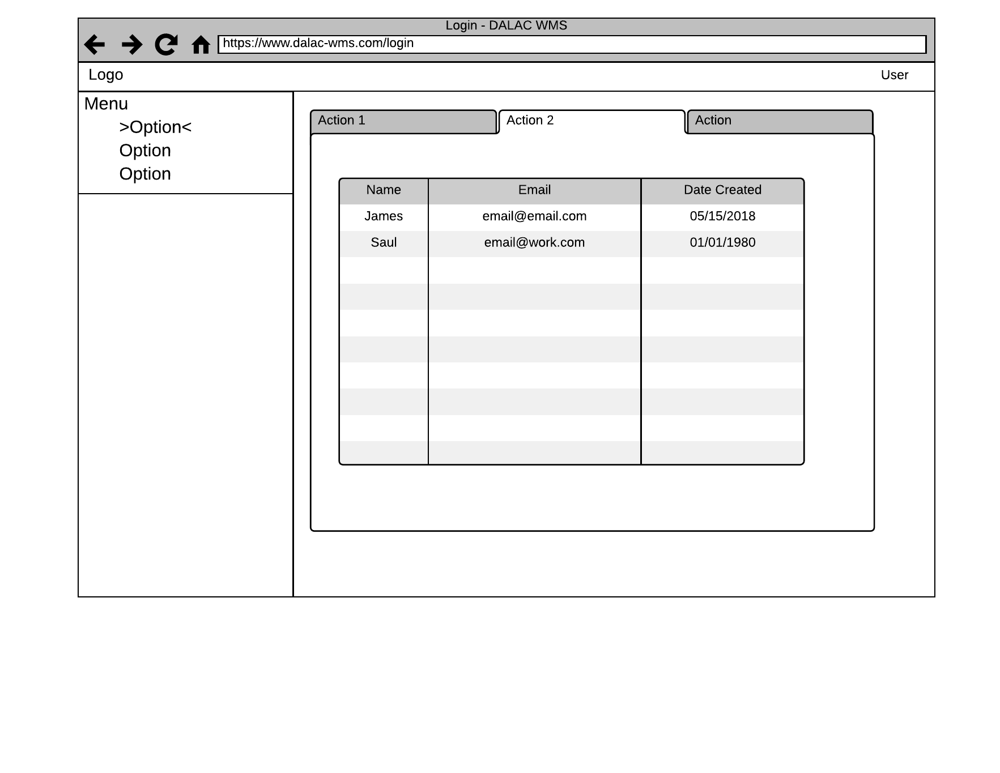 Login - DALAC WMS
https://www.dalac-wms.com/login
Logo User
Menu
>Option<
Option
Option
Action 1 Action 2 Action
Name Email Date Created
James email@email.com 05/15/2018
Saul email@work.com 01/01/1980